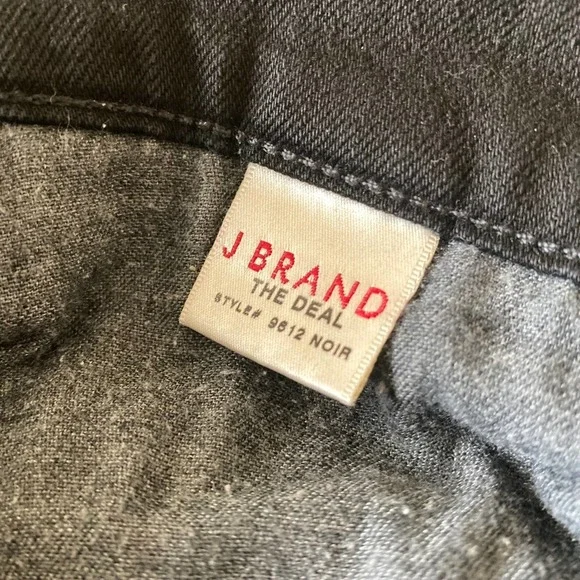 J BRAND
THE DEAL
STYLE# 9612 NOIR